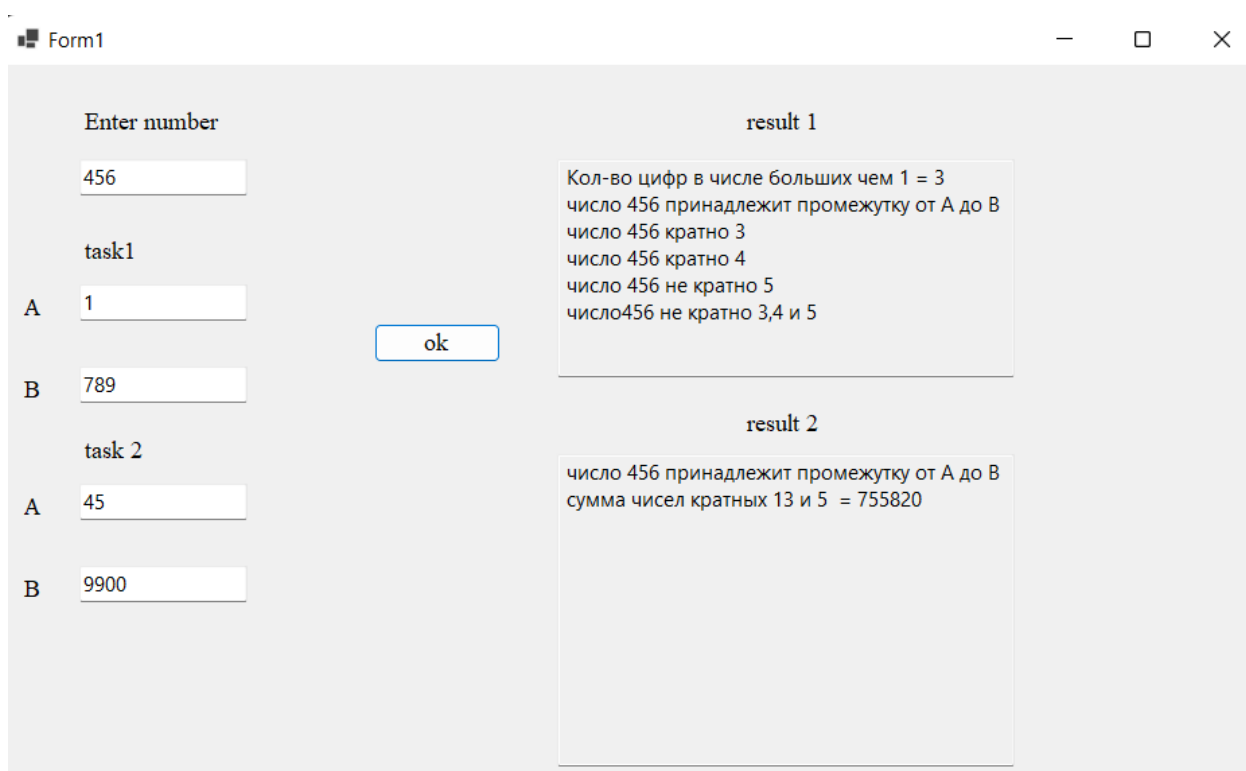 Form1
Enter number
456
task1
A
1
B
789
task 2
A
45
B
9900
ok
result 1
Кол-во цифр в числе больших чем 1 = 3
число 456 принадлежит промежутку от А до В
число 456 кратно 3
число 456 кратно 4
число 456 не кратно 5
число456 не кратно 3,4 и 5
result 2
число 456 принадлежит промежутку от А до В
сумма чисел кратных 13 и 5  = 755820